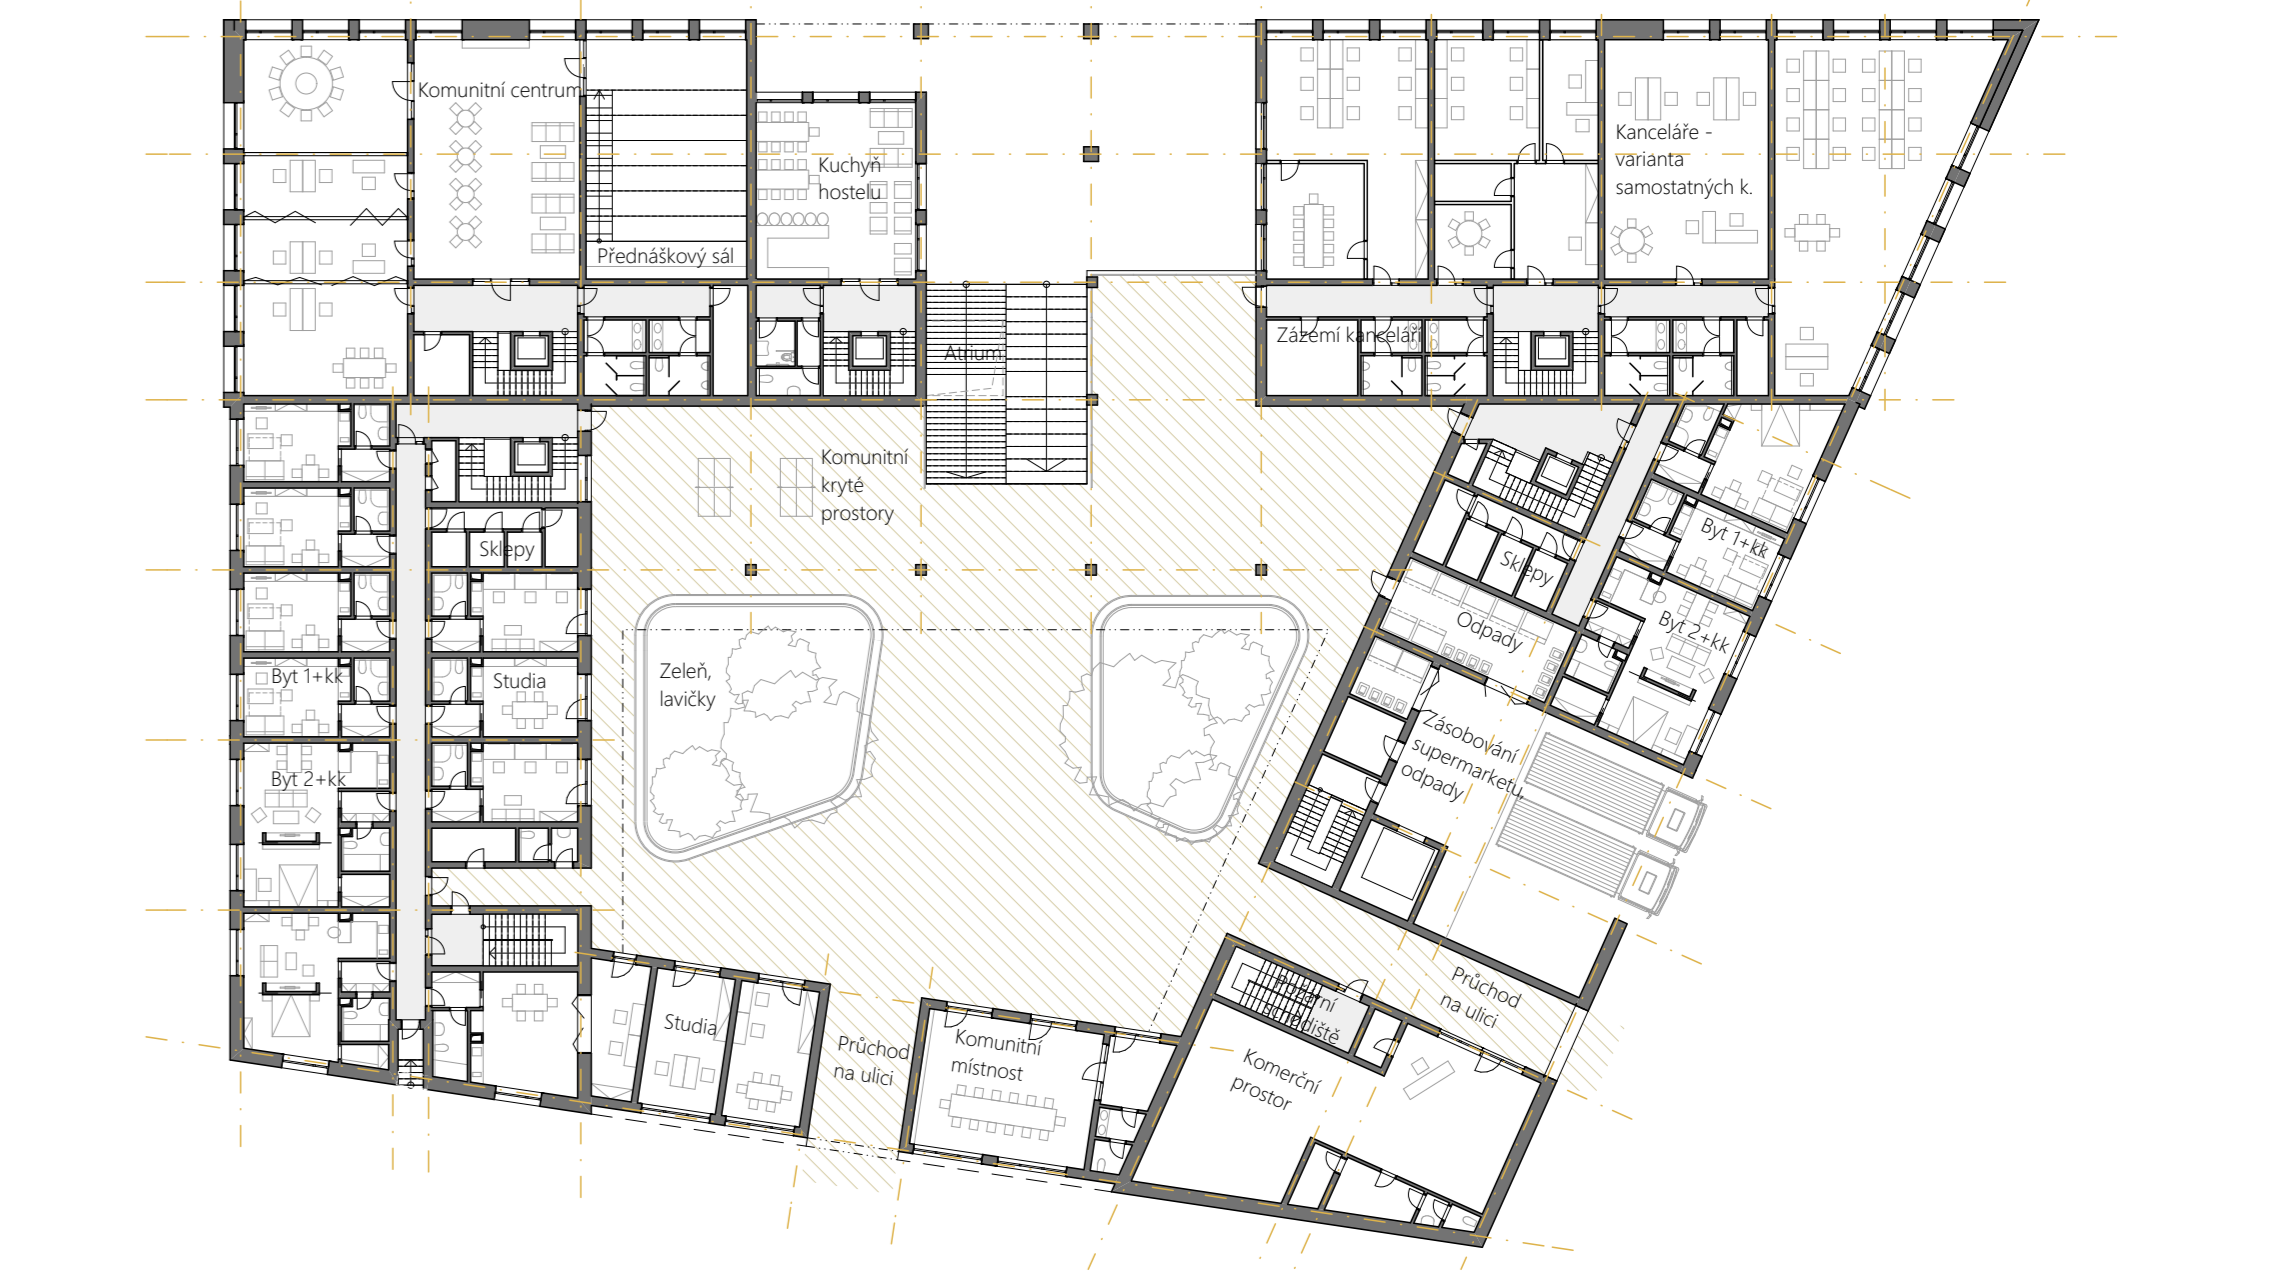 Komunitní centrum
Přednáškový sál
Kuchyň
hostelu
Kanceláře -
varianta
samostatných k.
Atrium
Zázemí kanceláří
Komunitní
kryté
prostory
Sklepy
Sklepy
Byt 1+kk
Byt 2+kk
Odpady
Zásobování
supermarketu,
odpady
Zeleň,
lavičky
Byt 1+kk
Studia
Byt 2+kk
Studia
Průchod
na ulici
Komunitní
místnost
Požární
schodiště
Komerční
prostor
Průchod
na ulici